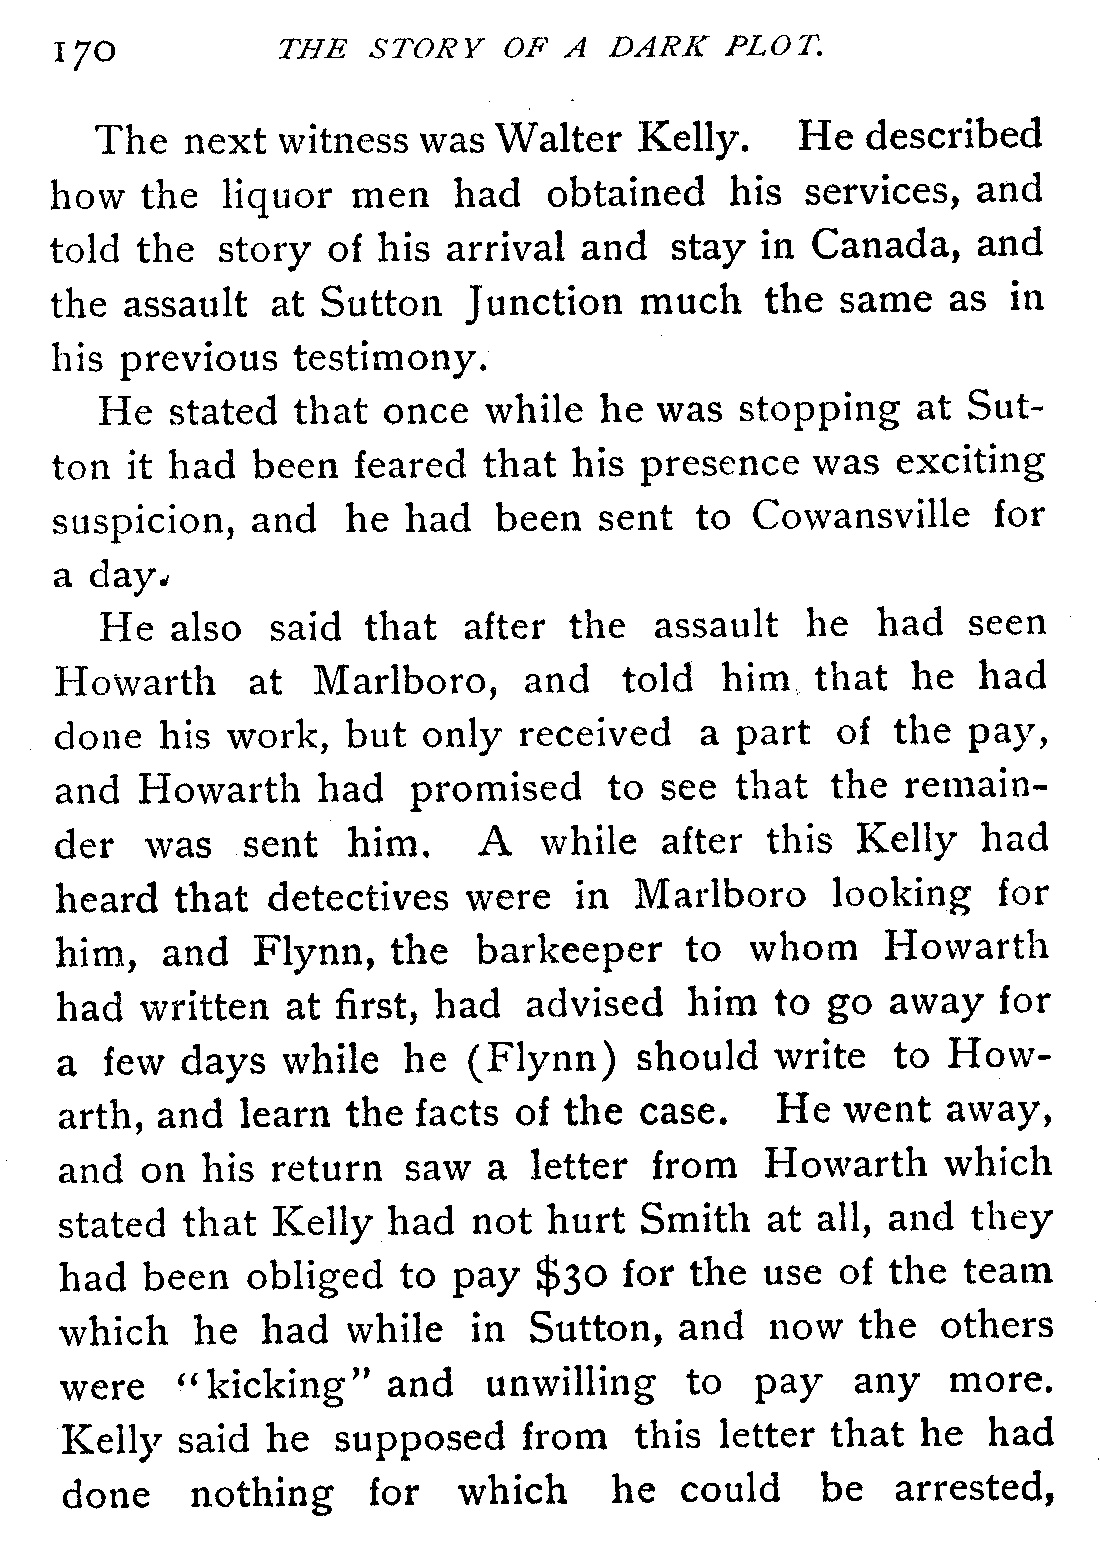 170 THE STORY OF A DARK PLOT.
The next witness was Walter Kelly. He described
how the liquor men had obtained his services, and
told the story of his arrival and stay in Canada, and
the assault at Sutton Junction much the same as in
his previous testimony.
He stated that once while he was stopping at Sut-
ton it had been feared that his presence was exciting
suspicion, and he had been sent to Cowansville for
a day.
He also said that after the assault he had seen
Howarth at Marlboro, and told him that he had
done his work, but only received a part of the pay,
and Howarth had promised to see that the remain-
der was sent him. A while after this Kelly had
heard that detectives were in Marlboro looking for
him, and Flynn, the barkeeper to whom Howarth
had written at first, had advised him to go away for
a few days while he (Flynn) should write to How-
arth, and learn the facts of the case. He went away,
and on his return saw a letter from Howarth which
stated that Kelly had not hurt Smith at all, and they
had been obliged to pay $30 for the use of the team
which he had while in Sutton, and now the others
were "kicking" and unwilling to pay any more.
Kelly said he supposed from this letter that he had
done nothing for which he could be arrested,